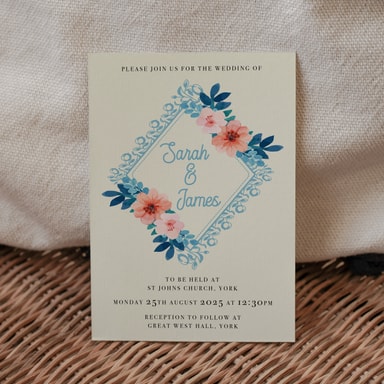 PLEASE JOIN US FOR THE WEDDING OF
Sarah
&
James
TO BE HELD AT
ST JOHNS CHURCH, YORK
MONDAY 25TH AUGUST 2025 AT 12:30PM
RECEPTION TO FOLLOW AT
GREAT WEST HALL, YORK